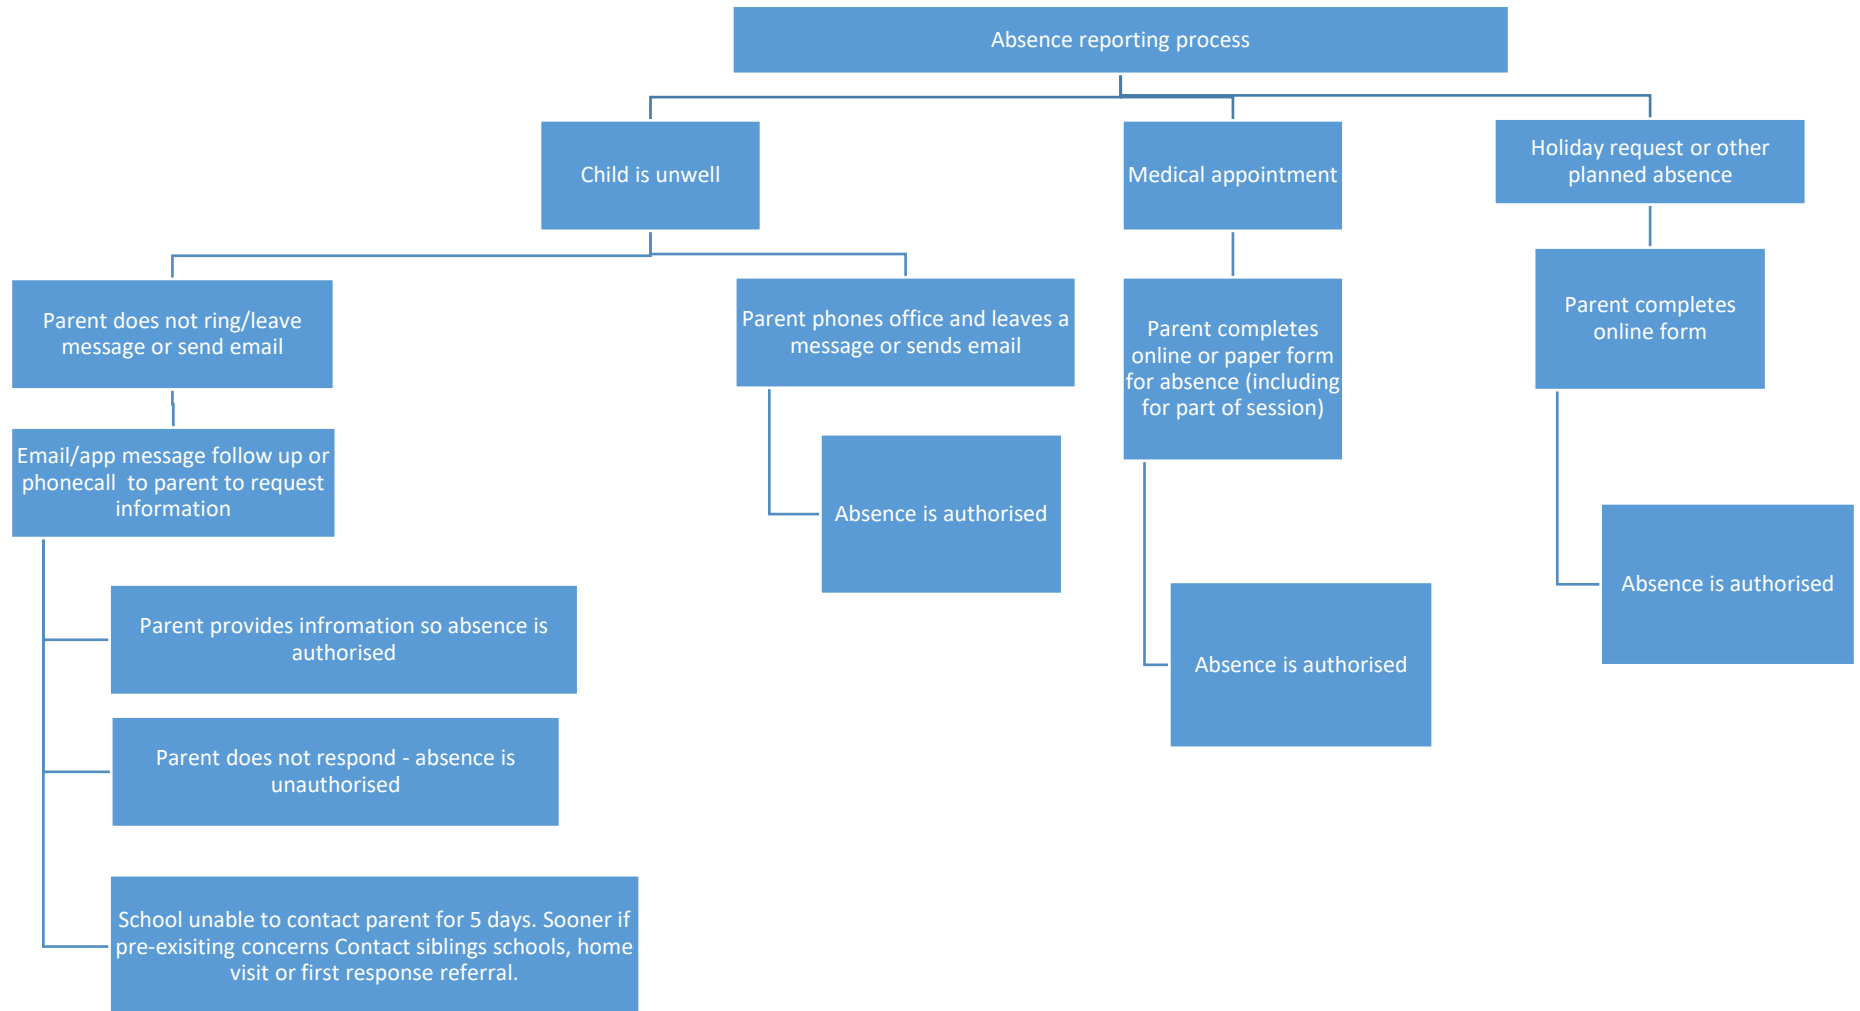 Absence reporting process
Child is unwell
Medical appointment
Holiday request or other
planned absence
Parent does not ring/leave
message or send email
Parent phones office and leaves a
message or sends email
Parent completes
online or paper form
for absence (including
for part of session)
Parent completes
online form
Email/app message follow up or
phonecall  to parent to request
information
Absence is authorised
Absence is authorised
Absence is authorised
Parent provides infromation so absence is
authorised
Parent does not respond - absence is
unauthorised
School unable to contact parent for 5 days. Sooner if
pre-exisiting concerns Contact siblings schools, home
visit or first response referral.